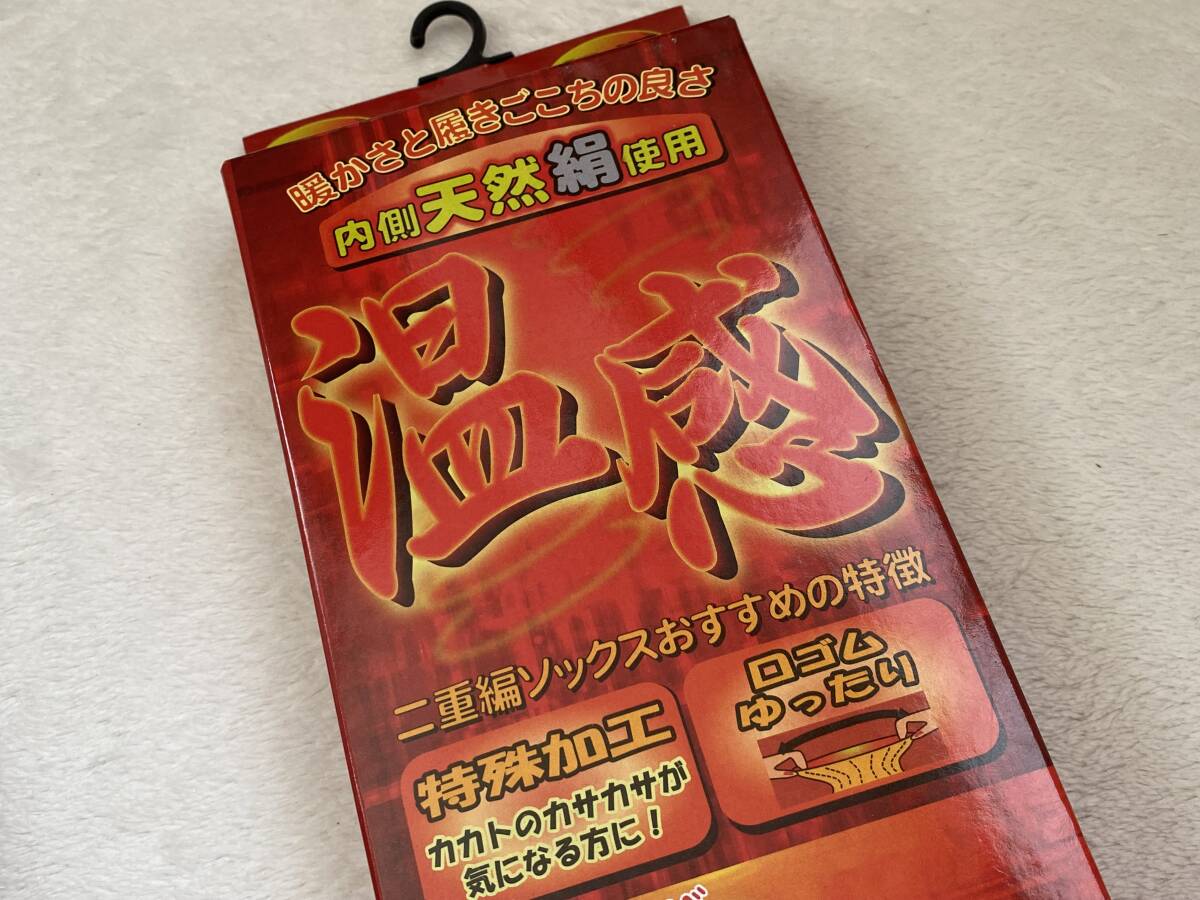 暖かさと履きごこちの良さ
内側天然絹使用
温感
二重編ソックスおすすめの特徴
特殊加工
カカトのカサカサが
気になる方に!
口ゴム
ゆったり